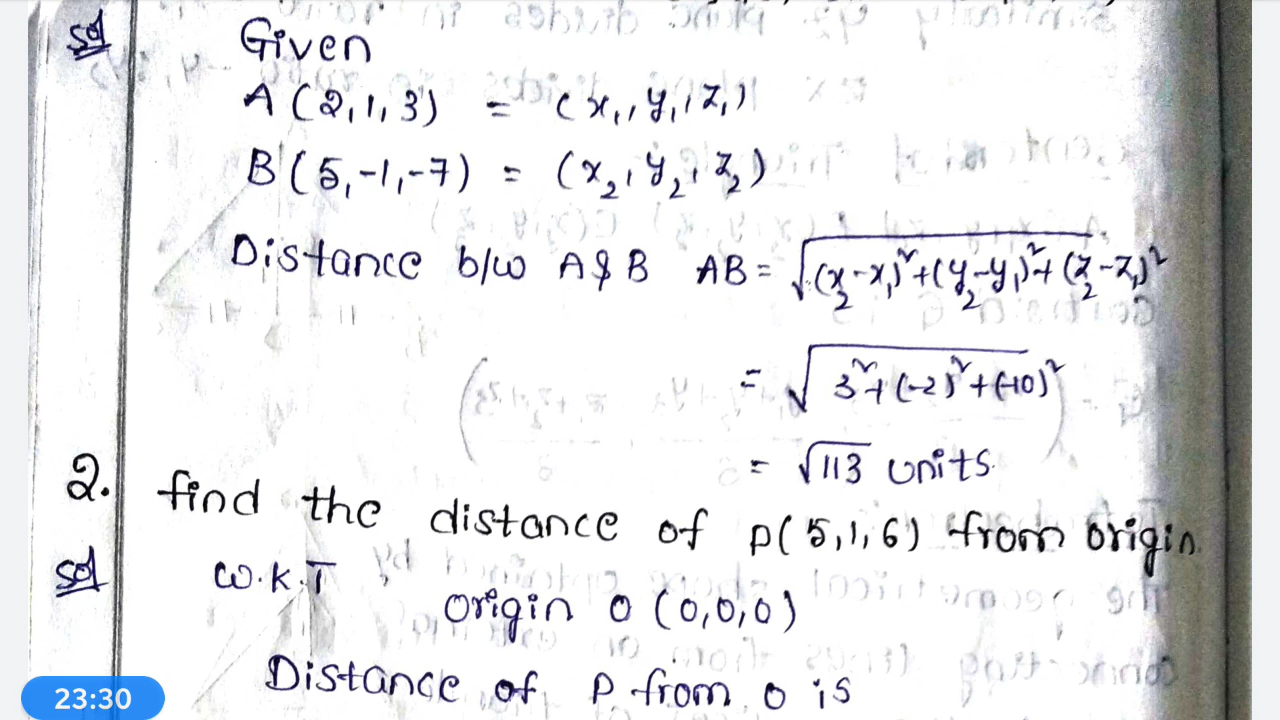 Sol Given
A (2,1,3) = (x₁, y₁, z₁)
B (5,-1,-7) = (x₂, y₂, z₂)
Distance b/w A & B AB = √(x₂-x₁)²+(y₂-y₁)²+(z₂-z₁)²
= √3²+(-2)²+(-10)²
= √113 units.
2. find the distance of P(5,1,6) from origin.
Sol W.K.T
origin O (0,0,0)
Distance of P from O is
23:30